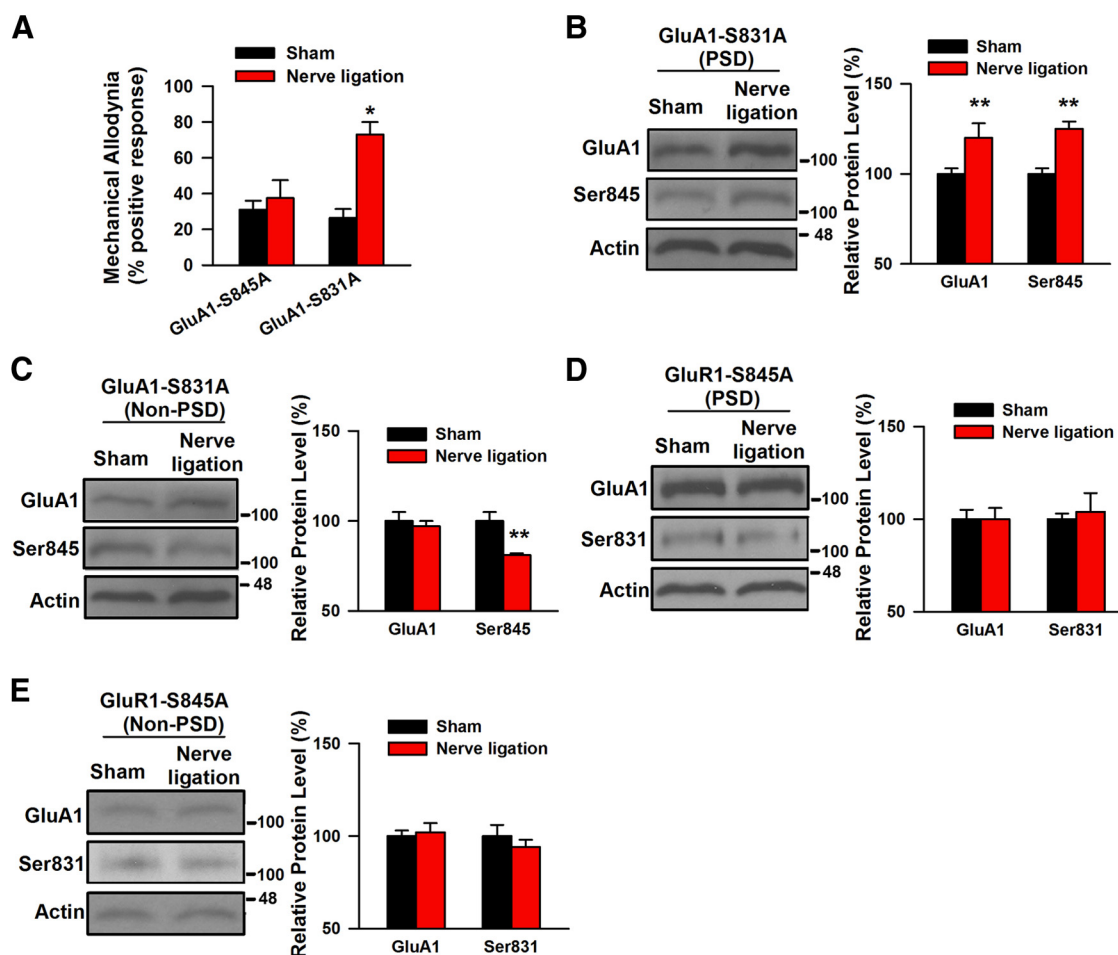 A
Sham
Nerve ligation
Mechanical Allodynia
(% positive response)
100
80
60
40
20
0
*
GluA1-S845A
GluA1-S831A
B
GluA1-S831A
(PSD)
Sham
Nerve
ligation
GluA1
100
Ser845
100
48
Actin
Relative Protein Level (%)
Sham
Nerve ligation
150
100
50
**
**
GluA1
Ser845
C
GluA1-S831A
(Non-PSD)
Sham
Nerve
ligation
GluA1
100
Ser845
100
48
Actin
Relative Protein Level (%)
Sham
Nerve ligation
150
100
50
**
GluA1
Ser845
D
GluR1-S845A
(PSD)
Sham
Nerve
ligation
GluA1
100
Ser831
100
48
Actin
Relative Protein Level (%)
Sham
Nerve ligation
150
100
50
GluA1
Ser831
E
GluR1-S845A
(Non-PSD)
Sham
Nerve
ligation
GluA1
100
Ser831
100
48
Actin
Relative Protein Level (%)
Sham
Nerve ligation
150
100
50
GluA1
Ser831